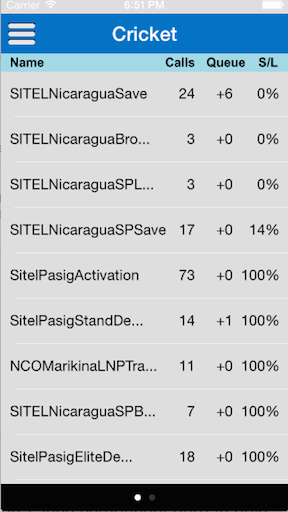 Carrier 6:51 PM
Cricket
Name Calls Queue S/L
SITELNicaraguaSave 24 +6 0%
SITELNicaraguaBro... 3 +0 0%
SITELNicaraguaSPL... 3 +0 0%
SITELNicaraguaSPSave 17 +0 14%
SitelPasigActivation 73 +0 100%
SitelPasigStandDe... 14 +1 100%
NCOMarikinaLNPTra... 11 +0 100%
SITELNicaraguaSPB... 7 +0 100%
SitelPasigEliteDe... 18 +0 100%